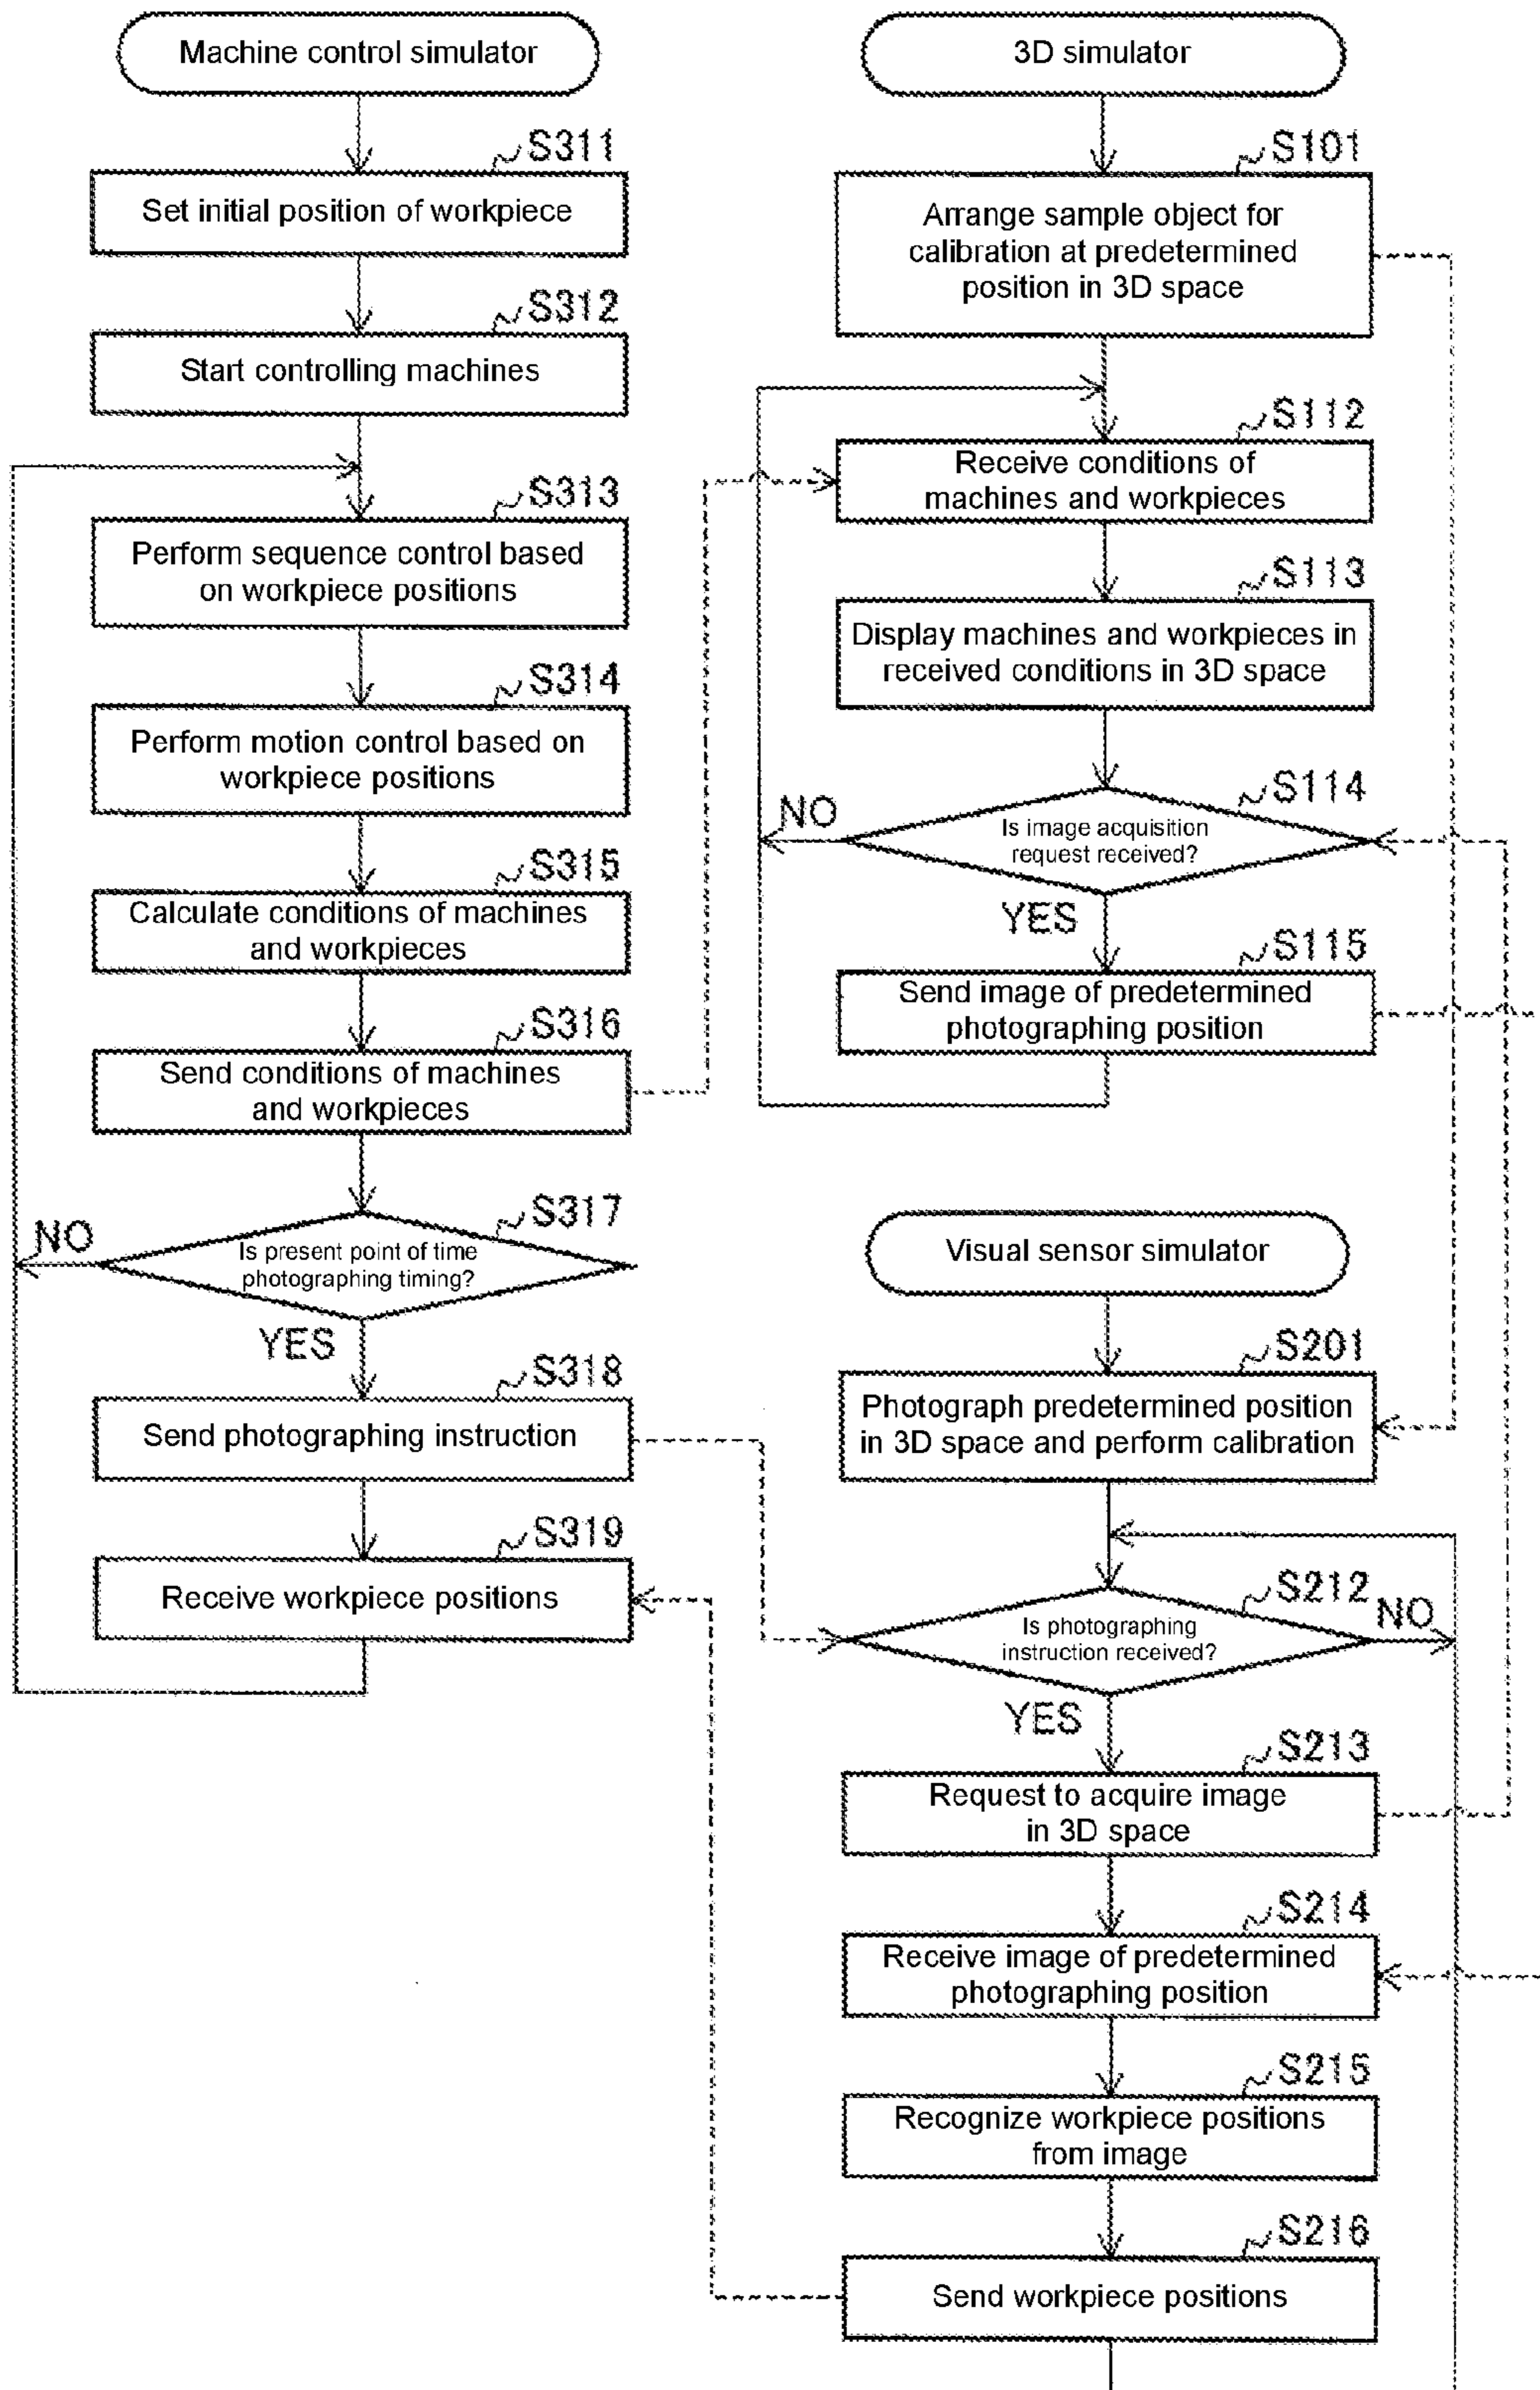 Machine control simulator
S311
Set initial position of workpiece
S312
Start controlling machines
S313
Perform sequence control based
on workpiece positions
S314
Perform motion control based on
workpiece positions
S315
Calculate conditions of machines
and workpieces
S316
Send conditions of machines
and workpieces
S317
Is present point of time
photographing timing?
NO
YES
S318
Send photographing instruction
S319
Receive workpiece positions
3D simulator
S101
Arrange sample object for
calibration at predetermined
position in 3D space
S112
Receive conditions of
machines and workpieces
S113
Display machines and workpieces in
received conditions in 3D space
S114
Is image acquisition
request received?
NO
YES
S115
Send image of predetermined
photographing position
Visual sensor simulator
S201
Photograph predetermined position
in 3D space and perform calibration
S212
Is photographing
instruction received?
NO
YES
S213
Request to acquire image
in 3D space
S214
Receive image of predetermined
photographing position
S215
Recognize workpiece positions
from image
S216
Send workpiece positions